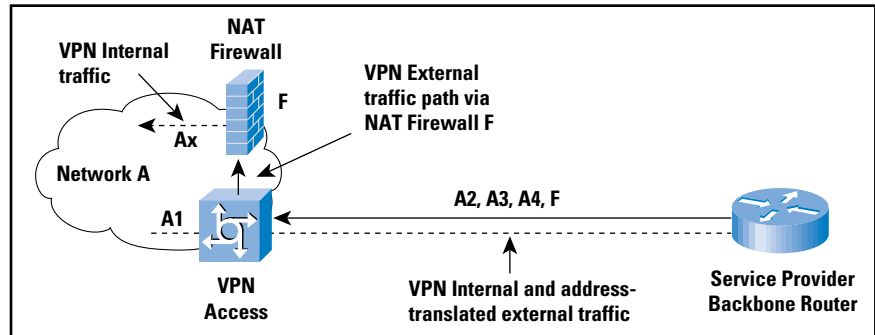 NAT
Firewall
VPN Internal
traffic
F
VPN External
traffic path via
NAT Firewall F
Ax
Network A
A1
A2, A3, A4, F
VPN
Access
VPN Internal and address-
translated external traffic
Service Provider
Backbone Router